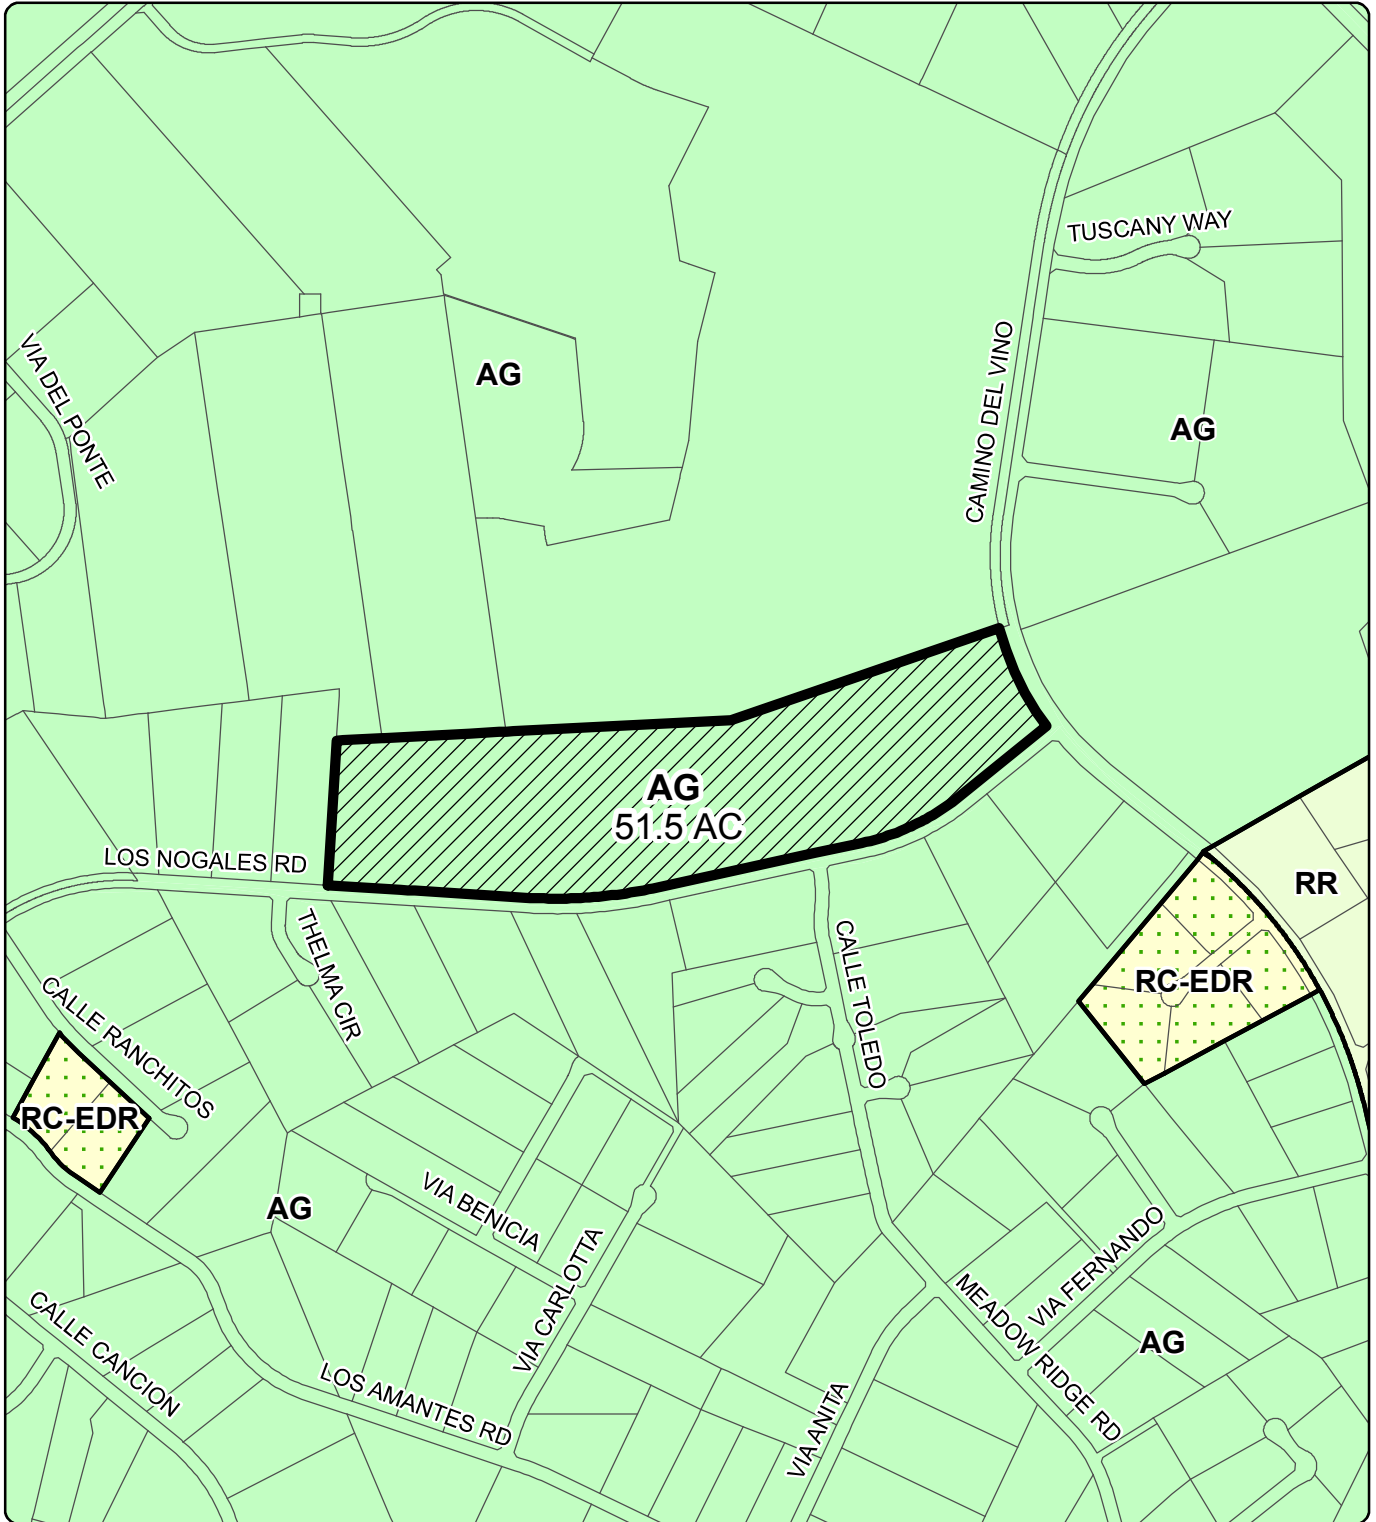 TUSCANY WAY
VIA DEL PONTE
CAMINO DEL VINO
AG
AG
AG
51.5 AC
LOS NOGALES RD
RR
THELMA CIR
CALLE TOLEDO
RC-EDR
CALLE RANCHITOS
RC-EDR
AG
VIA BENICIA
VIA CARLOTTA
VIA FERNANDO
MEADOW RIDGE RD
AG
CALLE CANCION
LOS AMANTES RD
VIA ANITA